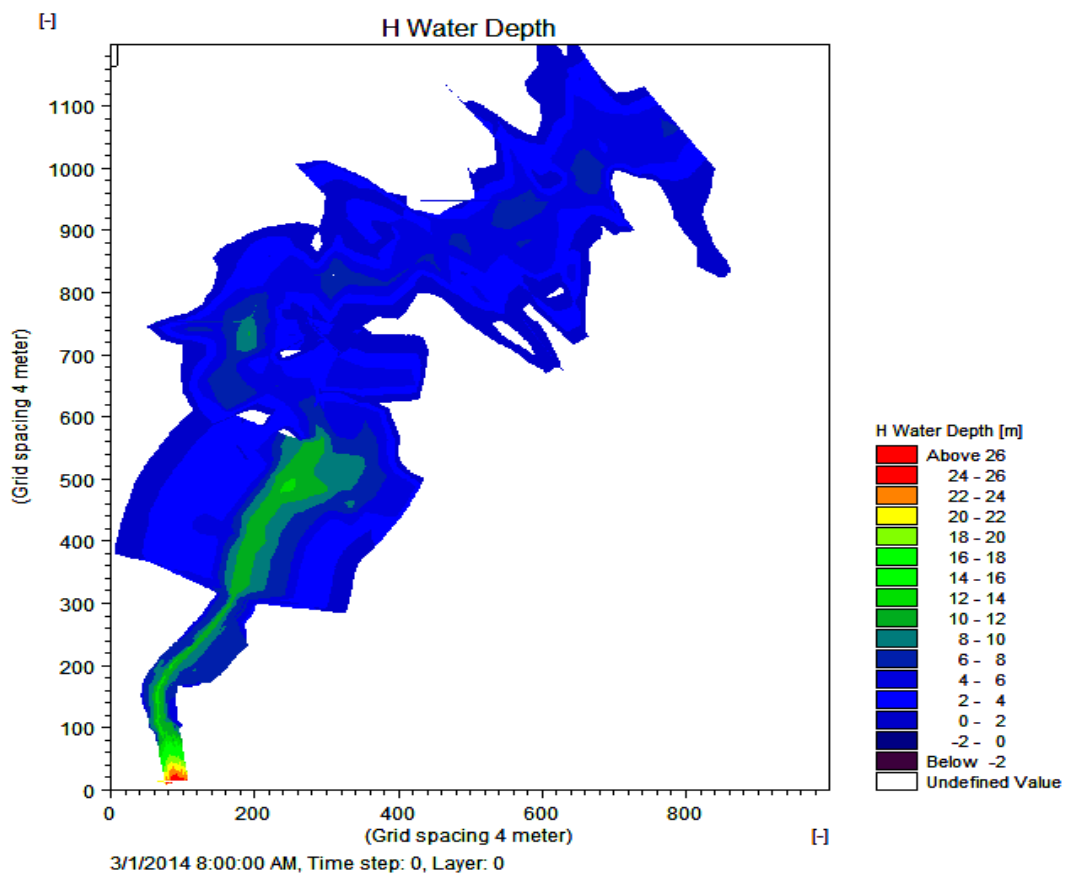 [-]
H Water Depth
(Grid spacing 4 meter)
1100
1000
900
800
700
600
500
400
300
200
100
0
0 200 400 600 800
(Grid spacing 4 meter)
[-]
3/1/2014 8:00:00 AM, Time step: 0, Layer: 0
H Water Depth [m]
Above 26
24 - 26
22 - 24
20 - 22
18 - 20
16 - 18
14 - 16
12 - 14
10 - 12
8 - 10
6 - 8
4 - 6
2 - 4
0 - 2
-2 - 0
Below -2
Undefined Value